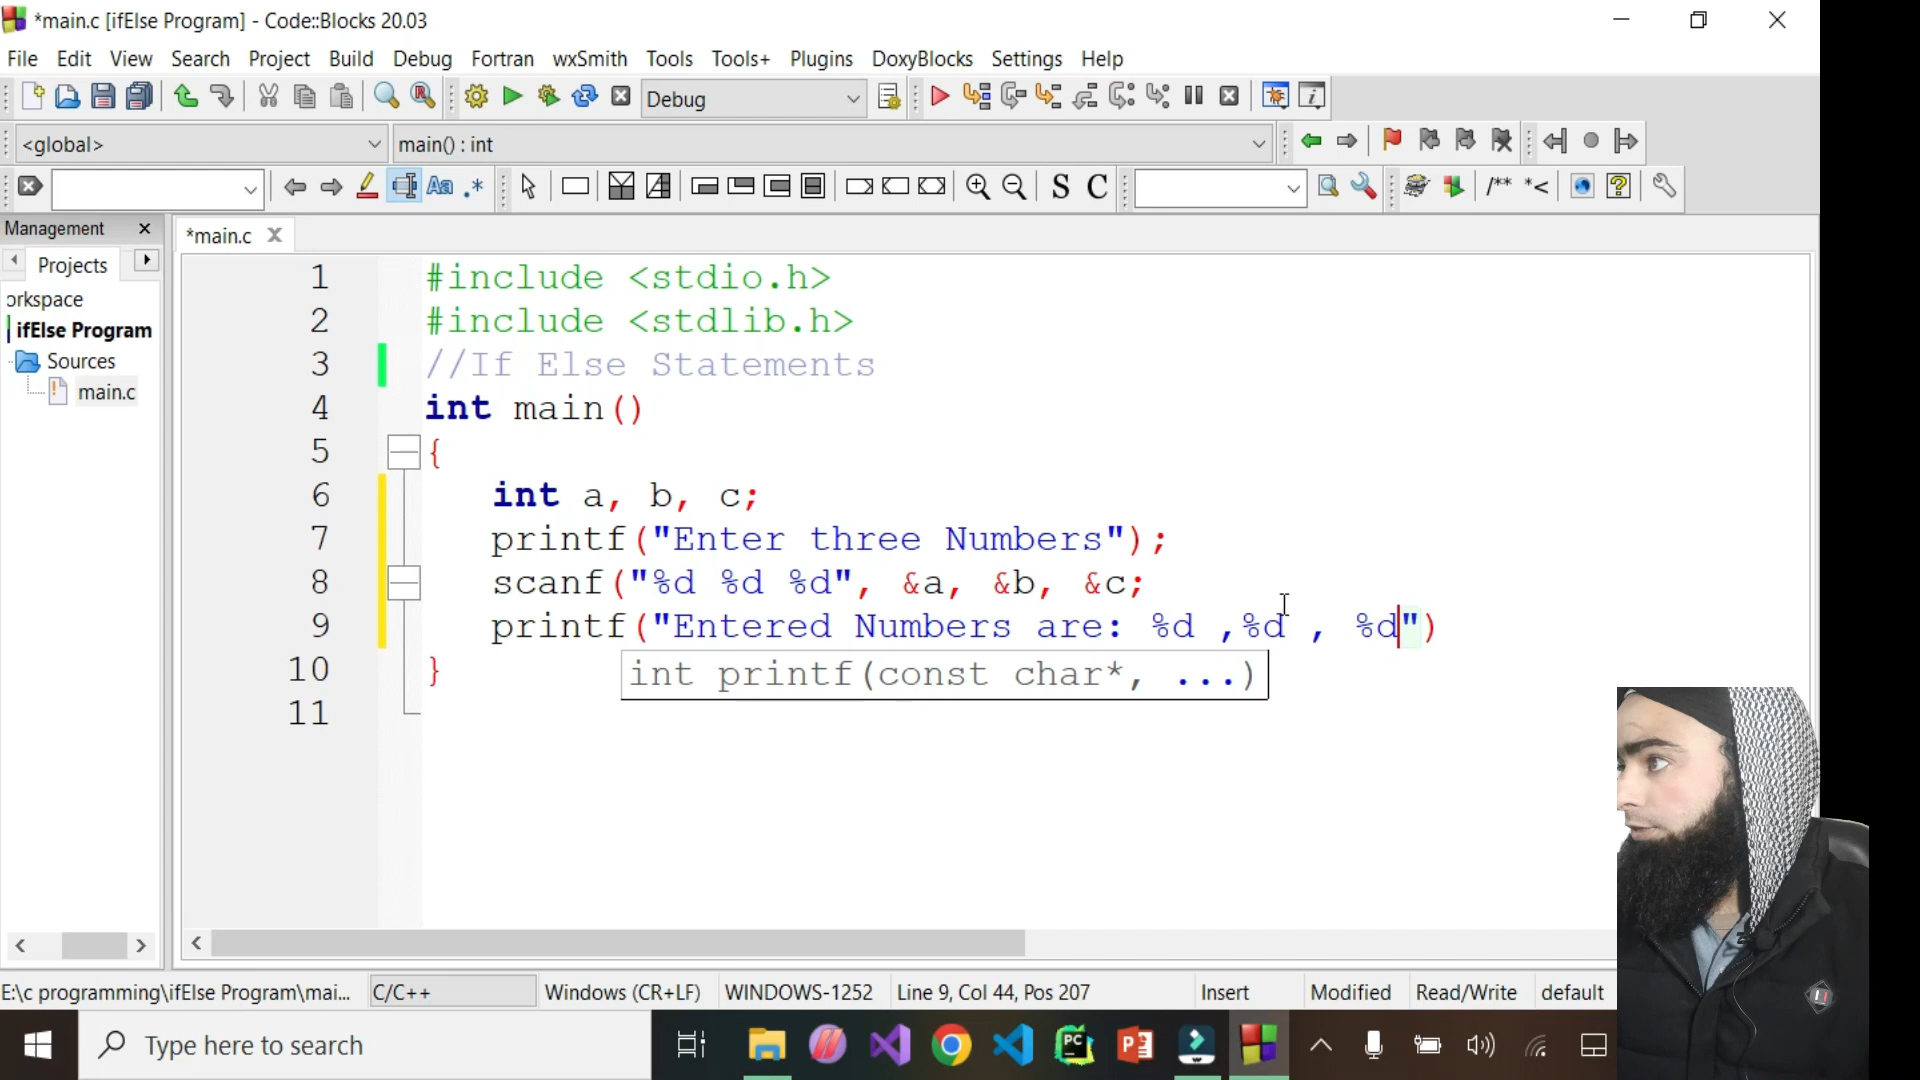 *main.c [ifElse Program] - Code::Blocks 20.03
File Edit View Search Project Build Debug Fortran wxSmith Tools Tools+ Plugins DoxyBlocks Settings Help
Debug
<global> main() : int
Aa .* S C /** *<
Management
*main.c
Projects
orkspace
ifElse Program
Sources
main.c
1 #include <stdio.h>
2 #include <stdlib.h>
3 //If Else Statements
4 int main()
5 {
6 int a, b, c;
7 printf("Enter three Numbers");
8 scanf("%d %d %d", &a, &b, &c;
9 printf("Entered Numbers are: %d ,%d , %d")
10 }
int printf(const char*, ...)
11
E:\c programming\ifElse Program\mai... C/C++ Windows (CR+LF) WINDOWS-1252 Line 9, Col 44, Pos 207 Insert Modified Read/Write default
Type here to search